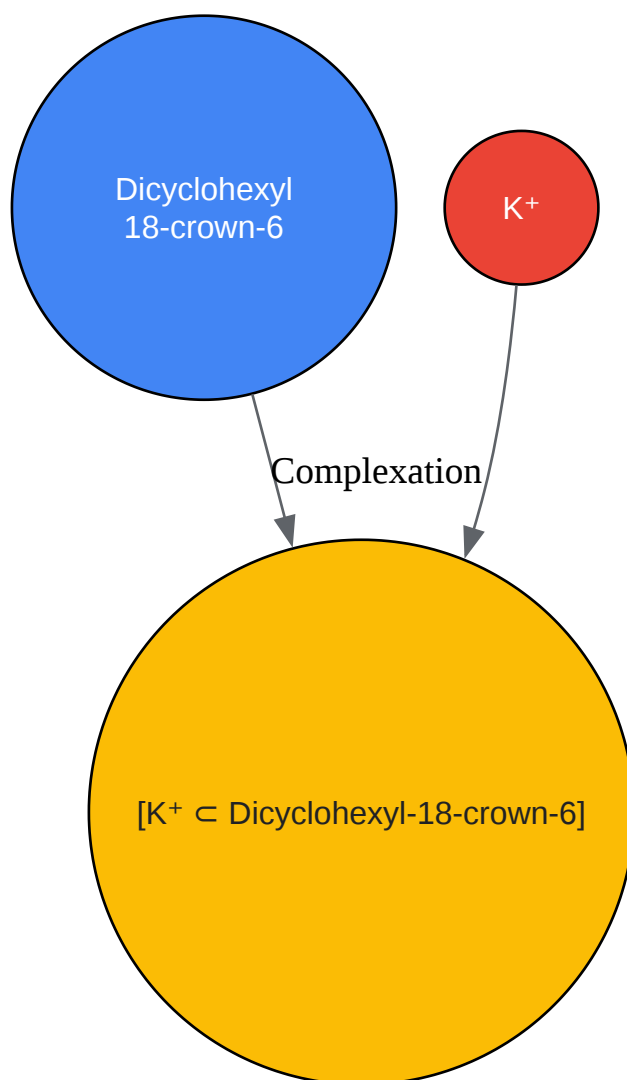 Dicyclohexyl
18-crown-6
K⁺
Complexation
[K⁺ ⊂ Dicyclohexyl-18-crown-6]